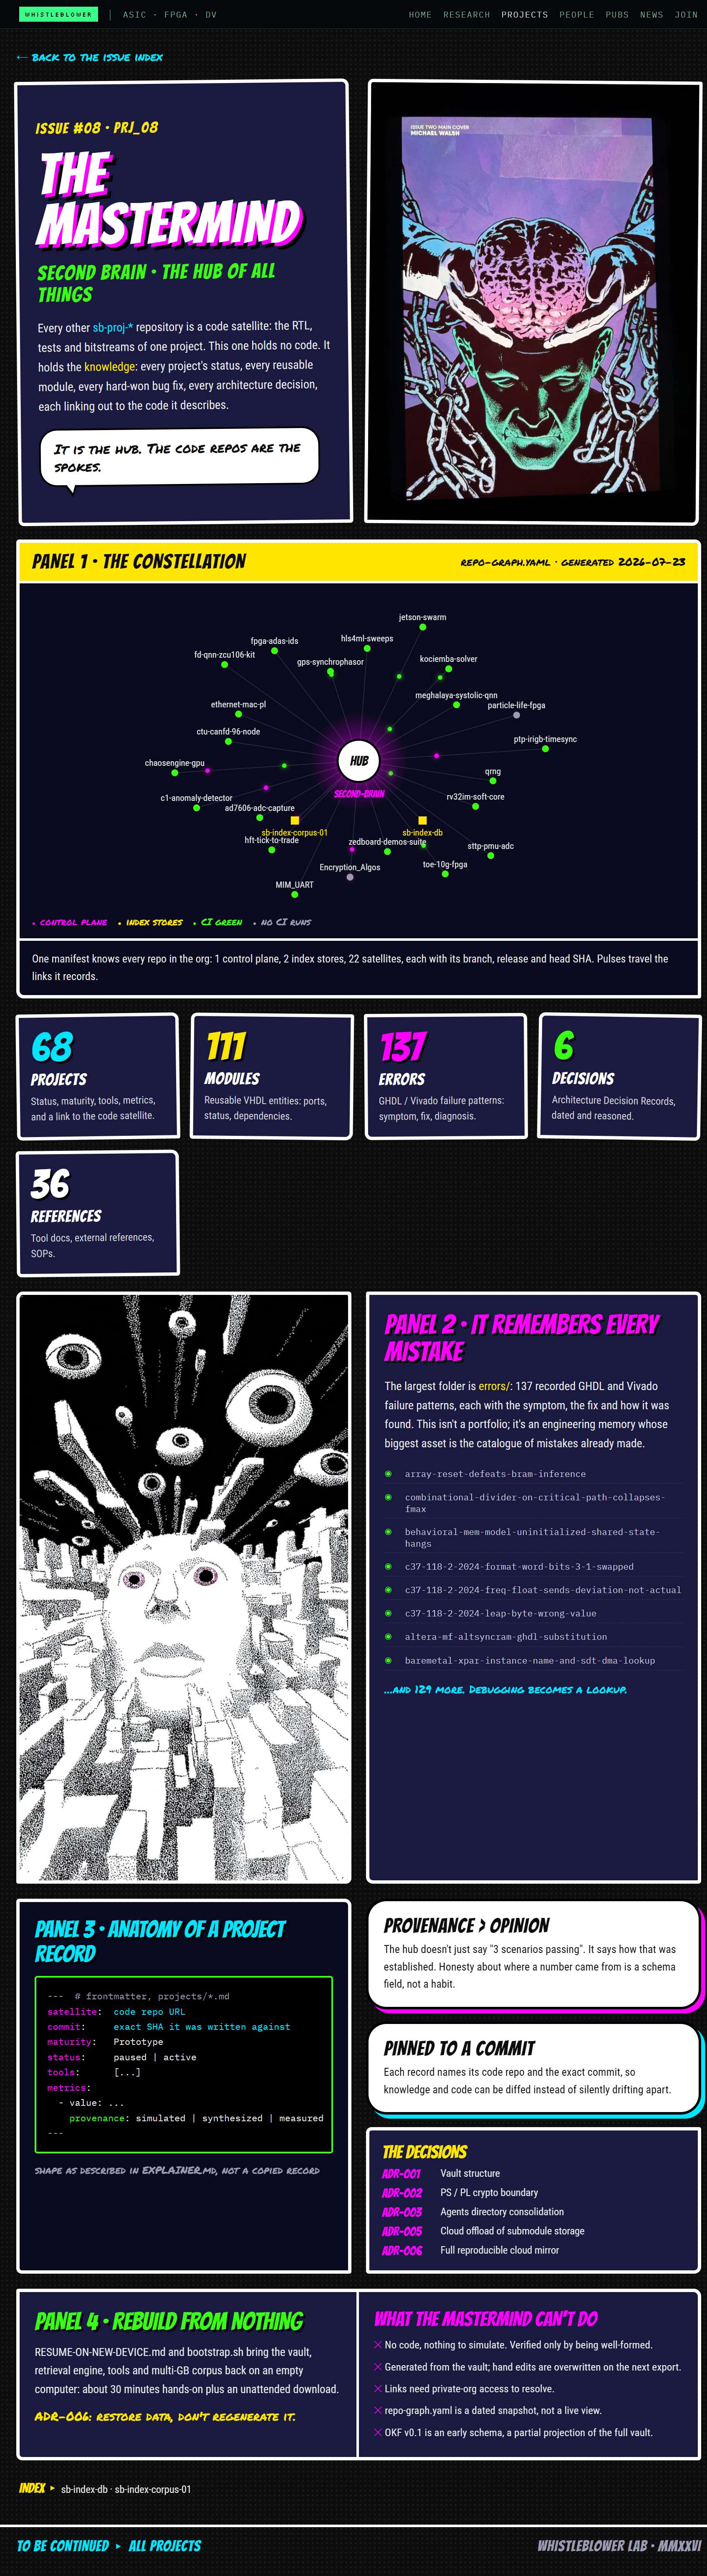 WHISTLEBLOWER
ASIC · FPGA · DV
HOME RESEARCH PROJECTS PEOPLE PUBS NEWS JOIN
← BACK TO THE ISSUE INDEX
ISSUE #08 · PRJ_08
THE
MASTERMIND
SECOND BRAIN · THE HUB OF ALL
THINGS
Every other sb-proj-* repository is a code satellite: the RTL,
tests and bitstreams of one project. This one holds no code. It
holds the knowledge: every project's status, every reusable
module, every hard-won bug fix, every architecture decision,
each linking out to the code it describes.
IT IS THE HUB. THE CODE REPOS ARE THE
SPOKES.
ISSUE TWO MAIN COVER
MICHAEL WALSH
PANEL 1 · THE CONSTELLATION
REPO-GRAPH.YAML · GENERATED 2026-07-23
jetson-swarm
fpga-adas-ids
hls4ml-sweeps
fd-qnn-zcu106-kit
gps-synchrophasor
kociemba-solver
meghalaya-systolic-qnn
ethernet-mac-pl
particle-life-fpga
ctu-canfd-96-node
ptp-irigb-timesync
HUB
chaosengine-gpu
qrng
SECOND-BRAIN
c1-anomaly-detector
rv32im-soft-core
ad7606-adc-capture
sb-index-corpus-01
sb-index-db
hft-tick-to-trade
zedboard-demos-suite
sttp-pmu-adc
toe-10g-fpga
Encryption_Algos
MIM_UART
• CONTROL PLANE • INDEX STORES • CI GREEN • NO CI RUNS
One manifest knows every repo in the org: 1 control plane, 2 index stores, 22 satellites, each with its branch, release and head SHA. Pulses travel the
links it records.
68
PROJECTS
Status, maturity, tools, metrics,
and a link to the code satellite.
111
MODULES
Reusable VHDL entities: ports,
status, dependencies.
137
ERRORS
GHDL / Vivado failure patterns:
symptom, fix, diagnosis.
6
DECISIONS
Architecture Decision Records,
dated and reasoned.
36
REFERENCES
Tool docs, external references,
SOPs.
PANEL 2 · IT REMEMBERS EVERY
MISTAKE
The largest folder is errors/: 137 recorded GHDL and Vivado
failure patterns, each with the symptom, the fix and how it was
found. This isn't a portfolio; it's an engineering memory whose
biggest asset is the catalogue of mistakes already made.
array-reset-defeats-bram-inference
combinational-divider-on-critical-path-collapses-
fmax
behavioral-mem-model-uninitialized-shared-state-
hangs
c37-118-2-2024-format-word-bits-3-1-swapped
c37-118-2-2024-freq-float-sends-deviation-not-actual
c37-118-2-2024-leap-byte-wrong-value
altera-mf-altsyncram-ghdl-substitution
baremetal-xpar-instance-name-and-sdt-dma-lookup
...AND 129 MORE. DEBUGGING BECOMES A LOOKUP.
PANEL 3 · ANATOMY OF A PROJECT
RECORD
--- # frontmatter, projects/*.md
satellite: code repo URL
commit: exact SHA it was written against
maturity: Prototype
status: paused | active
tools: [...]
metrics:
- value: ...
provenance: simulated | synthesized | measured
---
SHAPE AS DESCRIBED IN EXPLAINER.MD, NOT A COPIED RECORD
PROVENANCE > OPINION
The hub doesn't just say "3 scenarios passing". It says how that was
established. Honesty about where a number came from is a schema
field, not a habit.
PINNED TO A COMMIT
Each record names its code repo and the exact commit, so
knowledge and code can be diffed instead of silently drifting apart.
THE DECISIONS
ADR-001 Vault structure
ADR-002 PS / PL crypto boundary
ADR-003 Agents directory consolidation
ADR-005 Cloud offload of submodule storage
ADR-006 Full reproducible cloud mirror
PANEL 4 · REBUILD FROM NOTHING
RESUME-ON-NEW-DEVICE.md and bootstrap.sh bring the vault,
retrieval engine, tools and multi-GB corpus back on an empty
computer: about 30 minutes hands-on plus an unattended download.
ADR-006: RESTORE DATA, DON'T REGENERATE IT.
WHAT THE MASTERMIND CAN'T DO
✕ No code, nothing to simulate. Verified only by being well-formed.
✕ Generated from the vault; hand edits are overwritten on the next export.
✕ Links need private-org access to resolve.
✕ repo-graph.yaml is a dated snapshot, not a live view.
✕ OKF v0.1 is an early schema, a partial projection of the full vault.
INDEX ▸ sb-index-db · sb-index-corpus-01
TO BE CONTINUED ▸ ALL PROJECTS
WHISTLEBLOWER LAB · MMXXVI